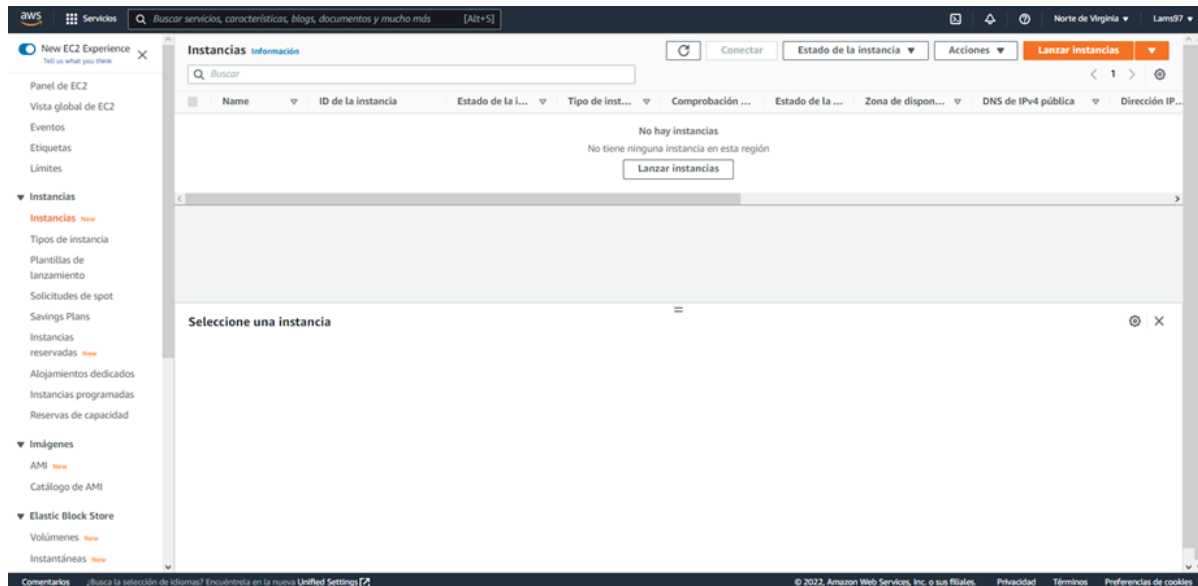 aws
Servicios
Buscar servicios, características, blogs, documentos y mucho más
[Alt+S]
Norte de Virginia
Lams97
New EC2 Experience
Tell us what you think
Panel de EC2
Vista global de EC2
Eventos
Etiquetas
Límites
Instancias
Instancias New
Tipos de instancia
Plantillas de
lanzamiento
Solicitudes de spot
Savings Plans
Instancias
reservadas New
Alojamientos dedicados
Instancias programadas
Reservas de capacidad
Imágenes
AMI New
Catálogo de AMI
Elastic Block Store
Volúmenes New
Instantáneas New
Instancias Información
Conectar
Estado de la instancia
Acciones
Lanzar instancias
Buscar
1
Name
ID de la instancia
Estado de la i...
Tipo de inst...
Comprobación ...
Estado de la ...
Zona de dispon...
DNS de IPv4 pública
Dirección IP...
No hay instancias
No tiene ninguna instancia en esta región
Lanzar instancias
Seleccione una instancia
Comentarios
¿Busca la selección de idiomas? Encuéntrela en la nueva Unified Settings
© 2022, Amazon Web Services, Inc. o sus filiales.
Privacidad
Términos
Preferencias de cookies